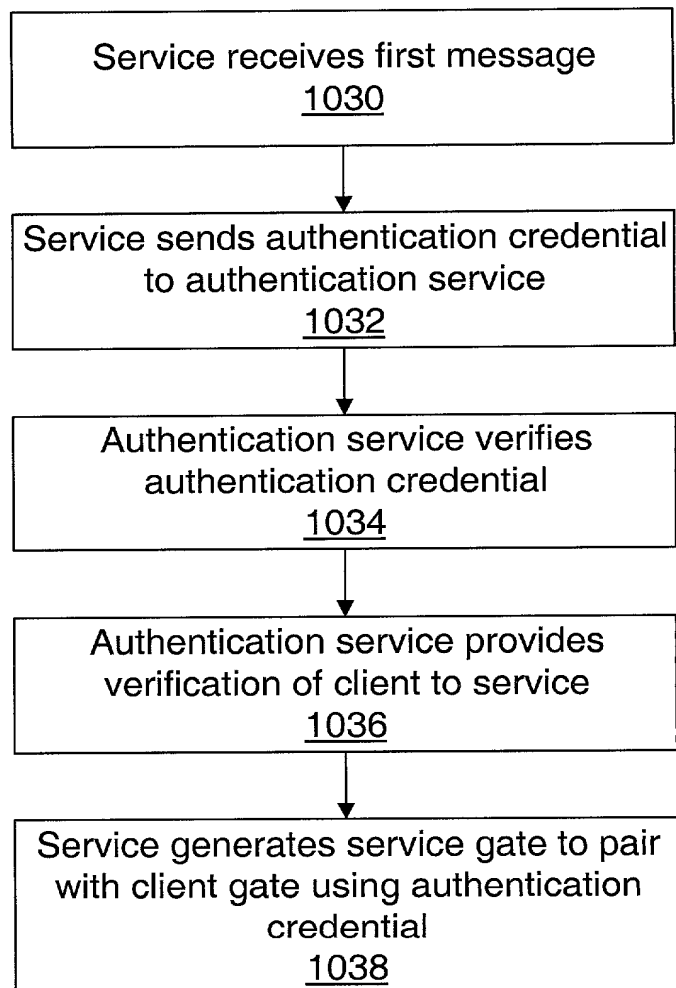 Service receives first message
1030
Service sends authentication credential
to authentication service
1032
Authentication service verifies
authentication credential
1034
Authentication service provides
verification of client to service
1036
Service generates service gate to pair
with client gate using authentication
credential
1038